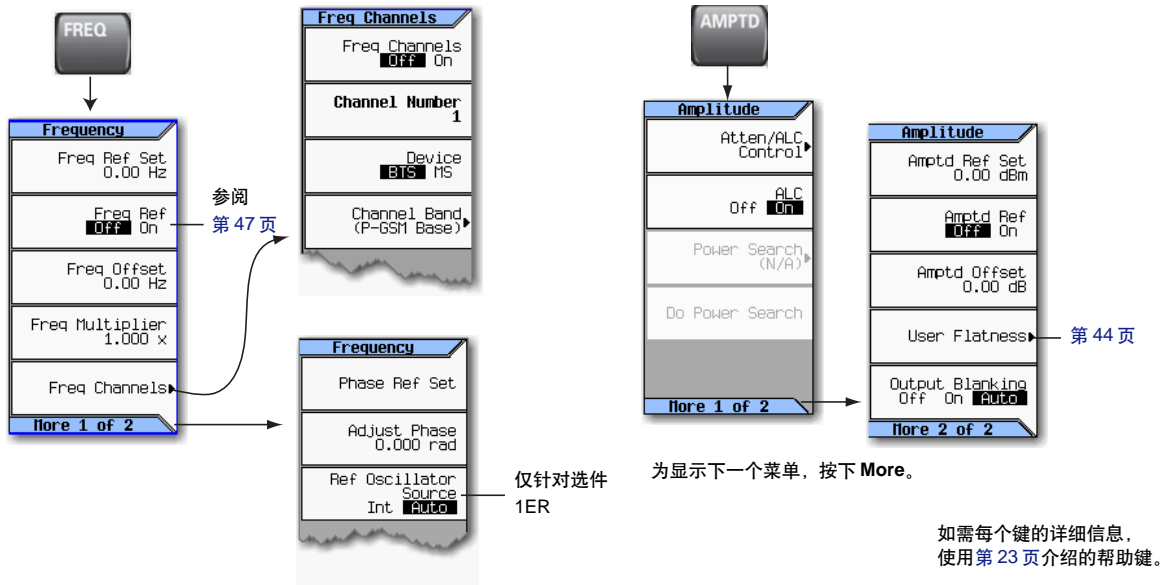 FREQ
Frequency
Freq Ref Set
0.00 Hz
Freq Ref
Off On
Freq Offset
0.00 Hz
Freq Multiplier
1.000 x
Freq Channels
More 1 of 2
参阅
第 47 页
Freq Channels
Freq Channels
Off On
Channel Number
1
Device
BTS MS
Channel Band
(P-GSM Base)
Frequency
Phase Ref Set
Adjust Phase
0.000 rad
Ref Oscillator
Source
Int Auto
仅针对选件
1ER
AMPTD
Amplitude
Atten/ALC
Control
ALC
Off On
Power Search
(N/A)
Do Power Search
More 1 of 2
Amplitude
Amptd Ref Set
0.00 dBm
Amptd Ref
Off On
Amptd Offset
0.00 dB
User Flatness
Output Blanking
Off On Auto
More 2 of 2
第 44 页
为显示下一个菜单，按下 More。
如需每个键的详细信息，
使用第 23 页介绍的帮助键。